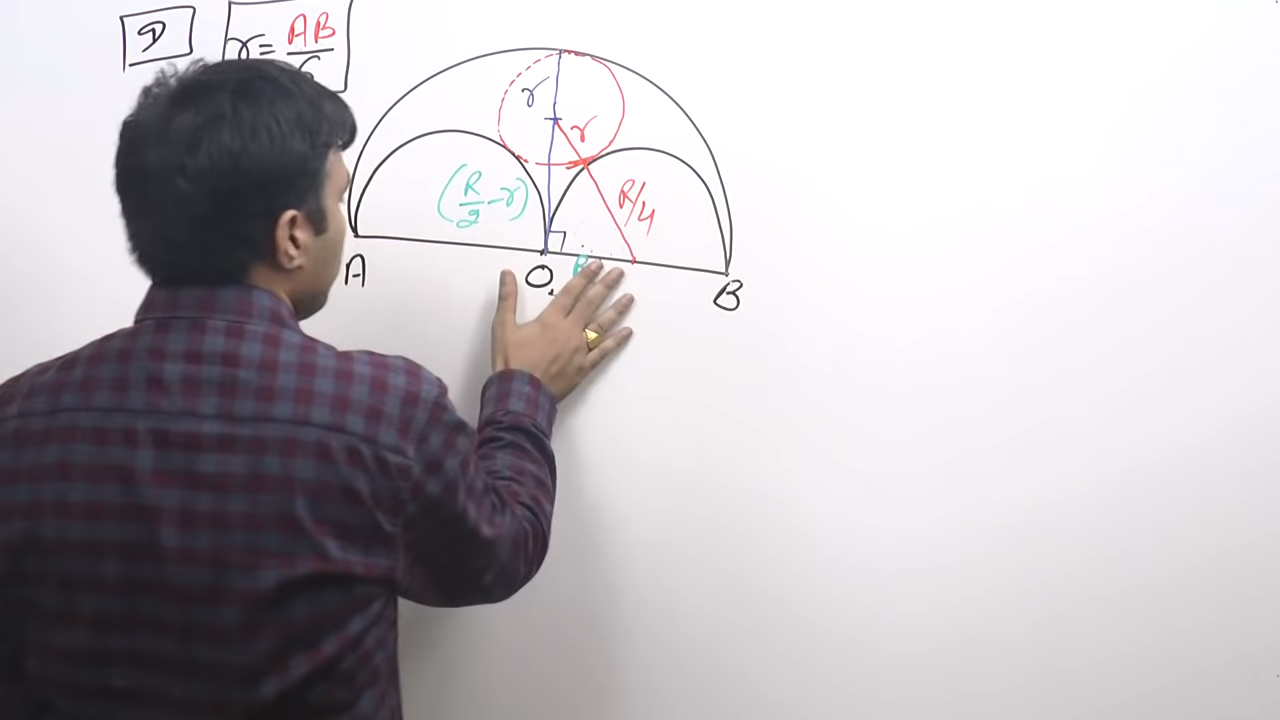 r = AB
r
r
(R/2 - r)
R/4
A
O
B